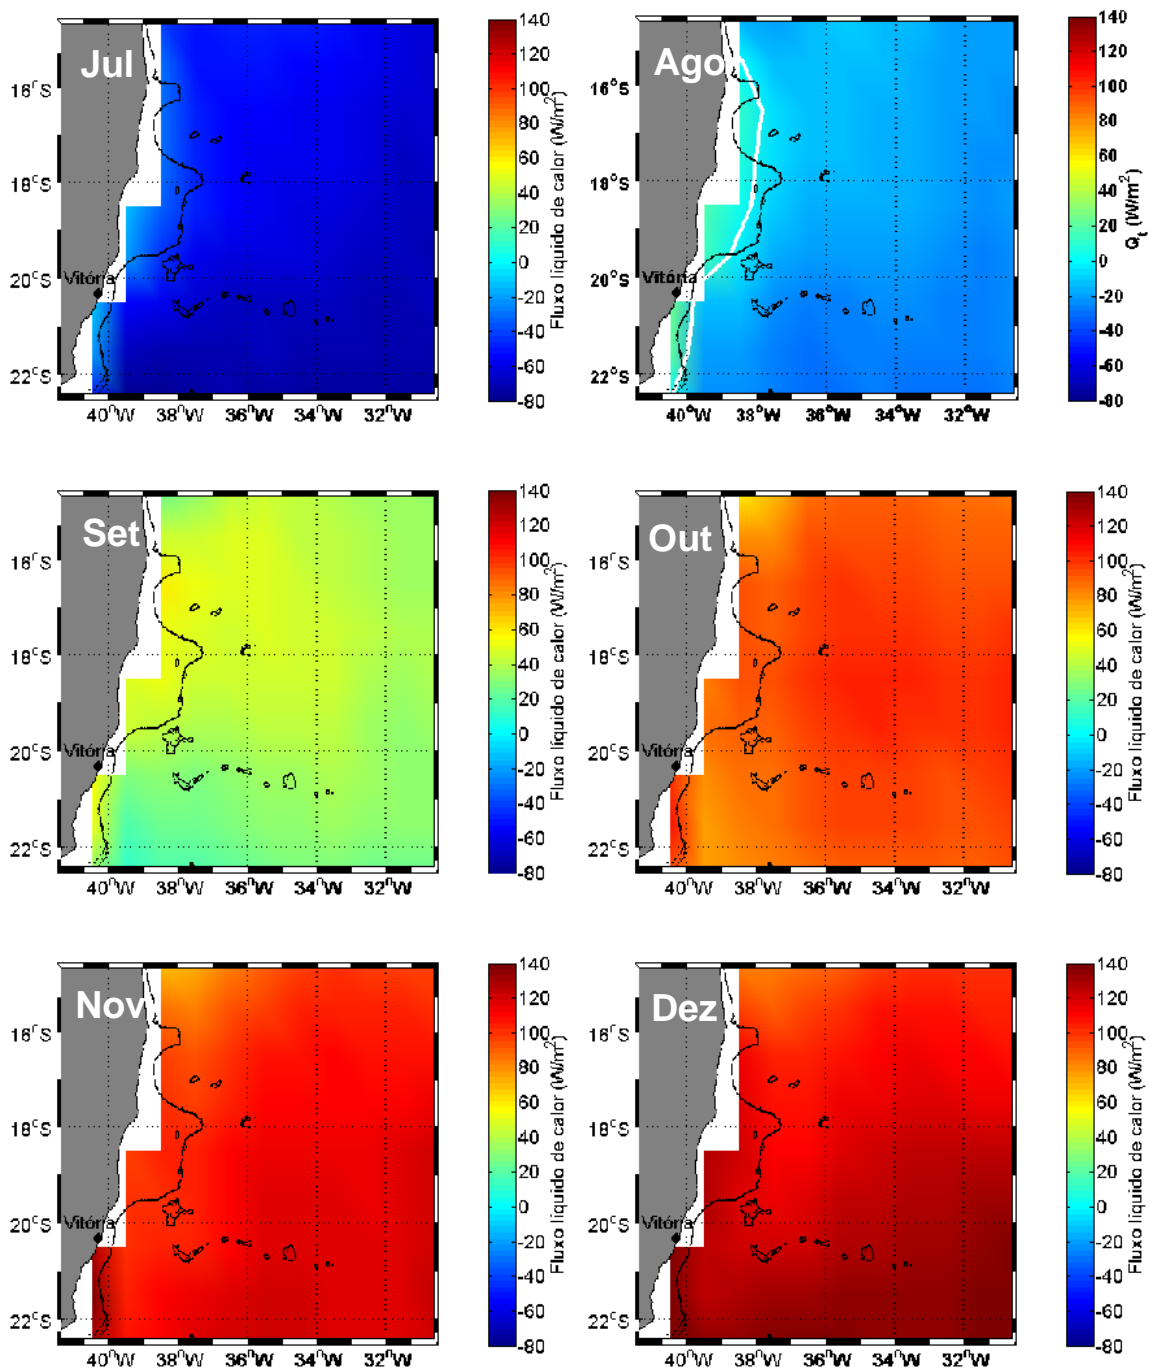 Jul
16°S
18°S
20°S
22°S
Vitória
40°W 38°W 36°W 34°W 32°W
140
120
100
80
60
40
20
0
-20
-40
-60
-80
Fluxo líquido de calor (W/m²)
Ago
16°S
18°S
20°S
22°S
Vitória
40°W 38°W 36°W 34°W 32°W
140
120
100
80
60
40
20
0
-20
-40
-60
-80
Qt (W/m²)
Set
16°S
18°S
20°S
22°S
Vitória
40°W 38°W 36°W 34°W 32°W
140
120
100
80
60
40
20
0
-20
-40
-60
-80
Fluxo líquido de calor (W/m²)
Out
16°S
18°S
20°S
22°S
Vitória
40°W 38°W 36°W 34°W 32°W
140
120
100
80
60
40
20
0
-20
-40
-60
-80
Fluxo líquido de calor (W/m²)
Nov
16°S
18°S
20°S
22°S
Vitória
40°W 38°W 36°W 34°W 32°W
140
120
100
80
60
40
20
0
-20
-40
-60
-80
Fluxo líquido de calor (W/m²)
Dez
16°S
18°S
20°S
22°S
Vitória
40°W 38°W 36°W 34°W 32°W
140
120
100
80
60
40
20
0
-20
-40
-60
-80
Fluxo líquido de calor (W/m²)